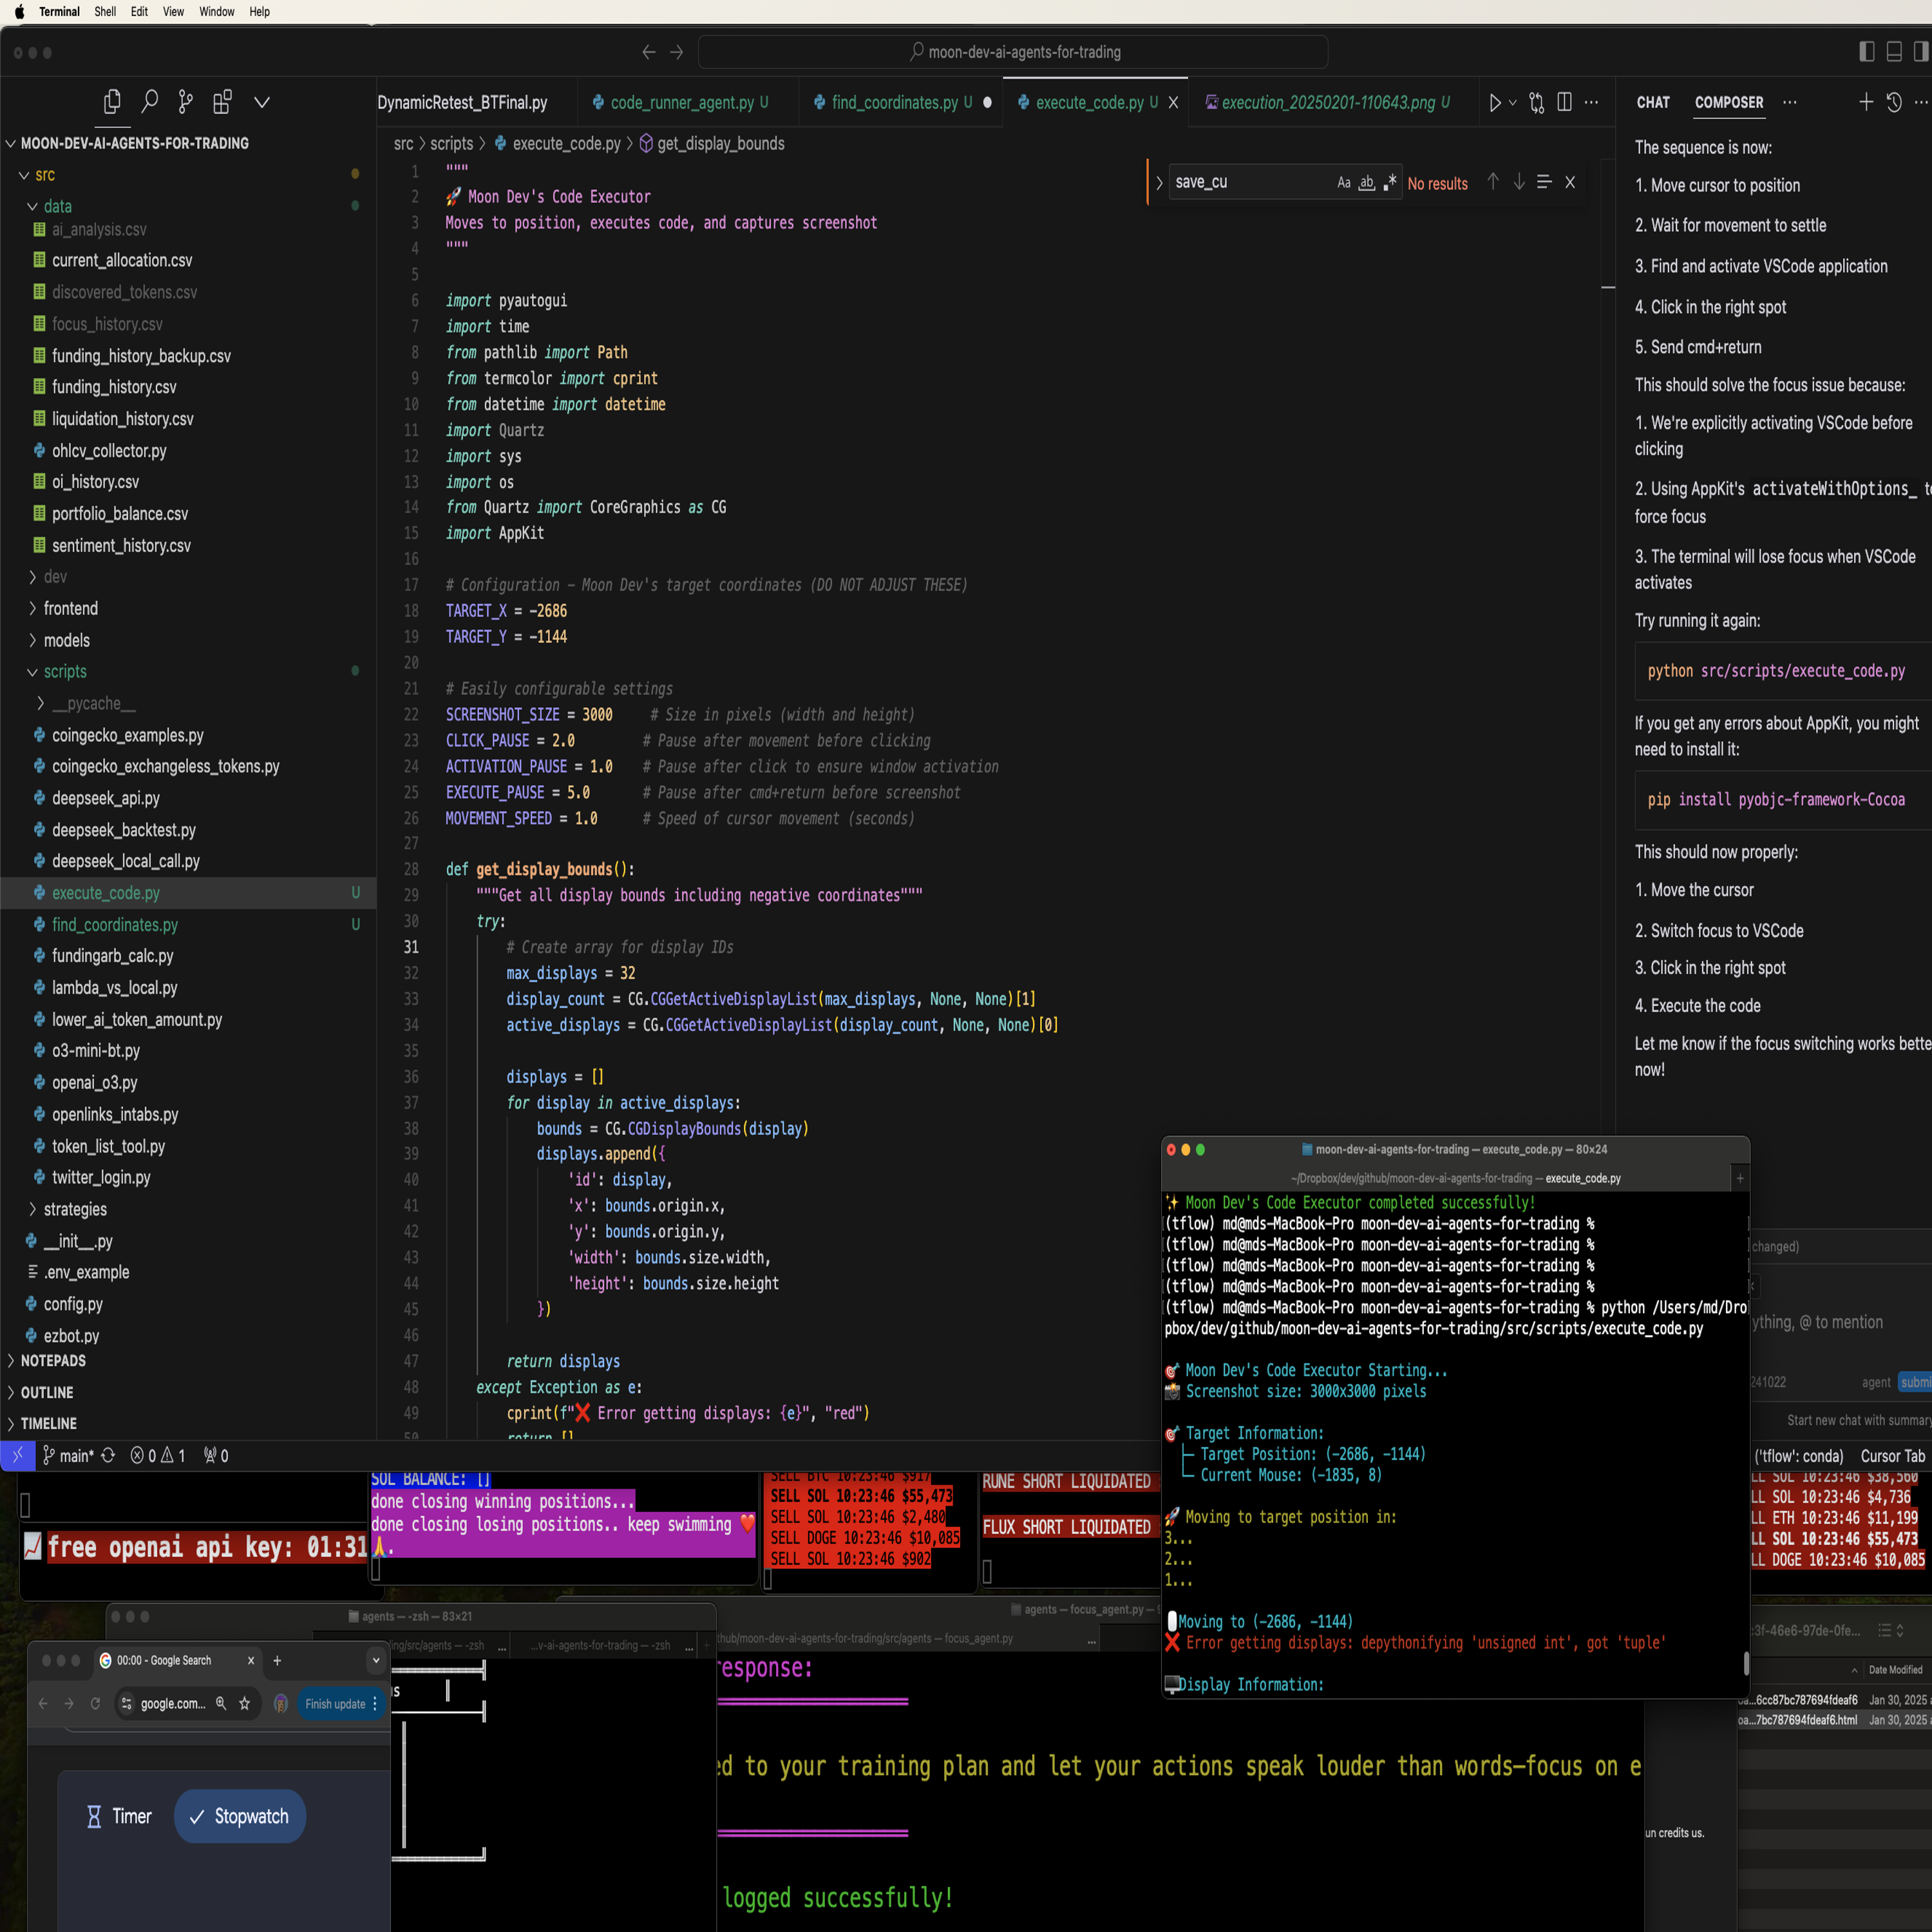 Terminal Shell Edit View Window Help
moon-dev-ai-agents-for-trading
MOON-DEV-AI-AGENTS-FOR-TRADING
src
data
ai_analysis.csv
current_allocation.csv
discovered_tokens.csv
focus_history.csv
funding_history_backup.csv
funding_history.csv
liquidation_history.csv
ohlcv_collector.py
oi_history.csv
portfolio_balance.csv
sentiment_history.csv
dev
frontend
models
scripts
__pycache__
coingecko_examples.py
coingecko_exchangeless_tokens.py
deepseek_api.py
deepseek_backtest.py
deepseek_local_call.py
execute_code.py U
find_coordinates.py U
fundingarb_calc.py
lambda_vs_local.py
lower_ai_token_amount.py
o3-mini-bt.py
openai_o3.py
openlinks_intabs.py
token_list_tool.py
twitter_login.py
strategies
__init__.py
.env_example
config.py
ezbot.py
NOTEPADS
OUTLINE
TIMELINE
main* 0 1 0
DynamicRetest_BTFinal.py code_runner_agent.py U find_coordinates.py U execute_code.py U execution_20250201-110643.png U
src > scripts > execute_code.py > get_display_bounds
save_cu Aa ab .* No results
1 """
2 🚀 Moon Dev's Code Executor
3 Moves to position, executes code, and captures screenshot
4 """
5
6 import pyautogui
7 import time
8 from pathlib import Path
9 from termcolor import cprint
10 from datetime import datetime
11 import Quartz
12 import sys
13 import os
14 from Quartz import CoreGraphics as CG
15 import AppKit
16
17 # Configuration - Moon Dev's target coordinates (DO NOT ADJUST THESE)
18 TARGET_X = -2686
19 TARGET_Y = -1144
20
21 # Easily configurable settings
22 SCREENSHOT_SIZE = 3000 # Size in pixels (width and height)
23 CLICK_PAUSE = 2.0 # Pause after movement before clicking
24 ACTIVATION_PAUSE = 1.0 # Pause after click to ensure window activation
25 EXECUTE_PAUSE = 5.0 # Pause after cmd+return before screenshot
26 MOVEMENT_SPEED = 1.0 # Speed of cursor movement (seconds)
27
28 def get_display_bounds():
29 """Get all display bounds including negative coordinates"""
30 try:
31 # Create array for display IDs
32 max_displays = 32
33 display_count = CG.CGGetActiveDisplayList(max_displays, None, None)[1]
34 active_displays = CG.CGGetActiveDisplayList(display_count, None, None)[0]
35
36 displays = []
37 for display in active_displays:
38 bounds = CG.CGDisplayBounds(display)
39 displays.append({
40 'id': display,
41 'x': bounds.origin.x,
42 'y': bounds.origin.y,
43 'width': bounds.size.width,
44 'height': bounds.size.height
45 })
46
47 return displays
48 except Exception as e:
49 cprint(f"❌ Error getting displays: {e}", "red")
50 return []
CHAT COMPOSER
The sequence is now:
1. Move cursor to position
2. Wait for movement to settle
3. Find and activate VSCode application
4. Click in the right spot
5. Send cmd+return
This should solve the focus issue because:
1. We're explicitly activating VSCode before
clicking
2. Using AppKit's activateWithOptions_ to
force focus
3. The terminal will lose focus when VSCode
activates
Try running it again:
python src/scripts/execute_code.py
If you get any errors about AppKit, you might
need to install it:
pip install pyobjc-framework-Cocoa
This should now properly:
1. Move the cursor
2. Switch focus to VSCode
3. Click in the right spot
4. Execute the code
Let me know if the focus switching works bette
now!
changed)
ything, @ to mention
241022 agent submi
Start new chat with summary
('tflow': conda) Cursor Tab
moon-dev-ai-agents-for-trading — execute_code.py — 80×24
~/Dropbox/dev/github/moon-dev-ai-agents-for-trading — execute_code.py
✨ Moon Dev's Code Executor completed successfully!
(tflow) md@mds-MacBook-Pro moon-dev-ai-agents-for-trading %
(tflow) md@mds-MacBook-Pro moon-dev-ai-agents-for-trading %
(tflow) md@mds-MacBook-Pro moon-dev-ai-agents-for-trading %
(tflow) md@mds-MacBook-Pro moon-dev-ai-agents-for-trading %
(tflow) md@mds-MacBook-Pro moon-dev-ai-agents-for-trading % python /Users/md/Dro
pbox/dev/github/moon-dev-ai-agents-for-trading/src/scripts/execute_code.py
🎯 Moon Dev's Code Executor Starting...
📸 Screenshot size: 3000x3000 pixels
🎯 Target Information:
├─ Target Position: (-2686, -1144)
└─ Current Mouse: (-1835, 8)
🚀 Moving to target position in:
3...
2...
1...
Moving to (-2686, -1144)
❌ Error getting displays: depythonifying 'unsigned int', got 'tuple'
Display Information:
free openai api key: 01:31
SOL BALANCE: []
done closing winning positions...
done closing losing positions.. keep swimming ❤️
🙏.
SELL BTC 10:23:46 $917
SELL SOL 10:23:46 $55,473
SELL SOL 10:23:46 $2,480
SELL DOGE 10:23:46 $10,085
SELL SOL 10:23:46 $902
RUNE SHORT LIQUIDATED
FLUX SHORT LIQUIDATED
LL SOL 10:23:46 $38,560
LL SOL 10:23:46 $4,736
LL ETH 10:23:46 $11,199
LL SOL 10:23:46 $55,473
LL DOGE 10:23:46 $10,085
agents — -zsh — 83×21
ing/src/agents — -zsh ... ...v-ai-agents-for-trading — -zsh ...
00:00 - Google Search
google.com... Finish update
Timer Stopwatch
agents — focus_agent.py — 9
thub/moon-dev-ai-agents-for-trading/src/agents — focus_agent.py ...
esponse:
ed to your training plan and let your actions speak louder than words—focus on e
logged successfully!
:3f-46e6-97de-0fe...
Date Modified
oa...6cc87bc787694fdeaf6 Jan 30, 2025
oa...7bc787694fdeaf6.html Jan 30, 2025
un credits us.